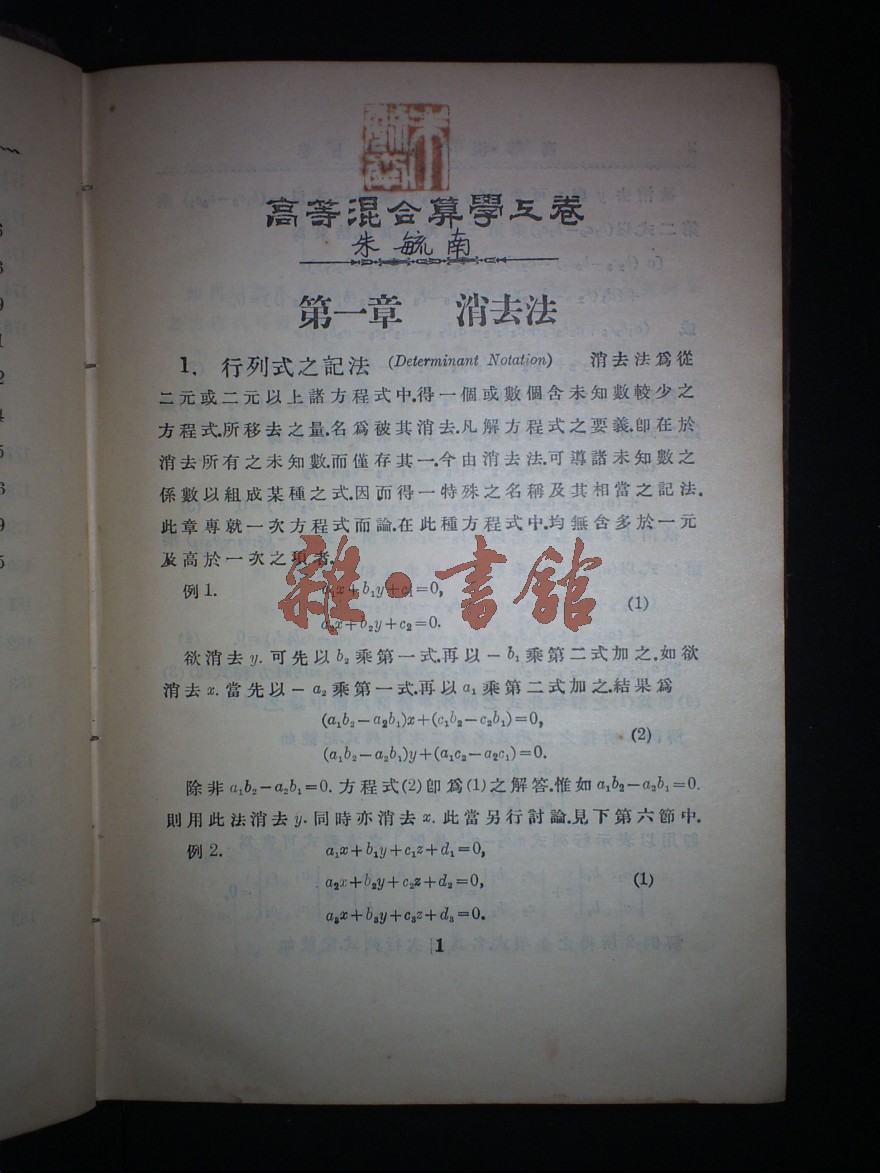 高等混合算學五卷
朱毓南
第一章 消去法
1. 行列式之記法 (Determinant Notation) 消去法爲從
二元或二元以上諸方程式中,得一個或數個含未知數較少之
方程式.所移去之量,名爲被其消去.凡解方程式之要義,卽在於
消去所有之未知數,而僅存其一.今由消去法,可導諸未知數之
係數以組成某種之式,因而得一特殊之名稱及其相當之記法.
此章專就一次方程式而論.在此種方程式中,均無含多於一元
及高於一次之項者.
雜·書館
例1. a₁x+b₁y+c₁=0,
(1)
a₂x+b₂y+c₂=0.
欲消去 y. 可先以 b₂ 乘第一式,再以 −b₁ 乘第二式加之.如欲
消去 x. 當先以 −a₂ 乘第一式,再以 a₁ 乘第二式加之.結果爲
(a₁b₂−a₂b₁)x+(c₁b₂−c₂b₁)=0,
(2)
(a₁b₂−a₂b₁)y+(a₁c₂−a₂c₁)=0.
除非 a₁b₂−a₂b₁=0. 方程式(2)卽爲(1)之解答.惟如 a₁b₂−a₂b₁=0.
則用此法消去 y. 同時亦消去 x. 此當另行討論.見下第六節中.
例2. a₁x+b₁y+c₁z+d₁=0,
a₂x+b₂y+c₂z+d₂=0, (1)
a₃x+b₃y+c₃z+d₃=0.
1